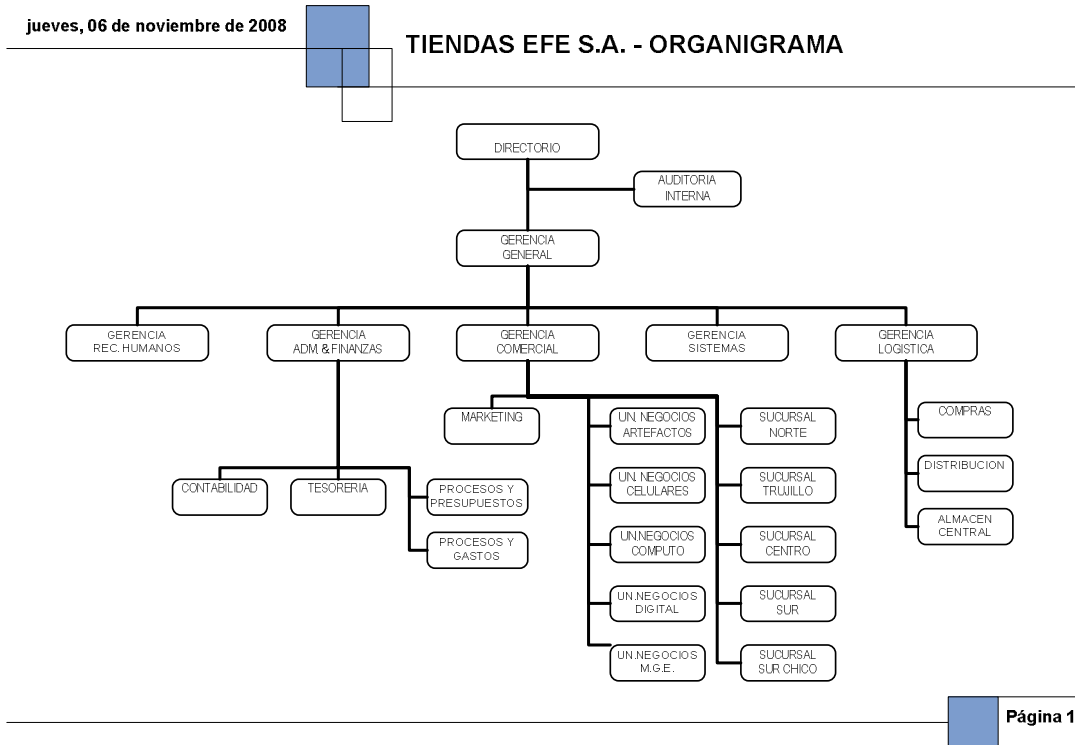 jueves, 06 de noviembre de 2008
TIENDAS EFE S.A. - ORGANIGRAMA
DIRECTORIO
AUDITORIA
INTERNA
GERENCIA
GENERAL
GERENCIA
REC. HUMANOS
GERENCIA
ADM. & FINANZAS
GERENCIA
COMERCIAL
GERENCIA
SISTEMAS
GERENCIA
LOGISTICA
CONTABILIDAD
TESORERIA
PROCESOS Y
PRESUPUESTOS
PROCESOS Y
GASTOS
MARKETING
UN. NEGOCIOS
ARTEFACTOS
UN. NEGOCIOS
CELULARES
UN.NEGOCIOS
COMPUTO
UN.NEGOCIOS
DIGITAL
UN.NEGOCIOS
M.G.E.
SUCURSAL
NORTE
SUCURSAL
TRUJILLO
SUCURSAL
CENTRO
SUCURSAL
SUR
SUCURSAL
SUR CHICO
COMPRAS
DISTRIBUCION
ALMACEN
CENTRAL
Página 1